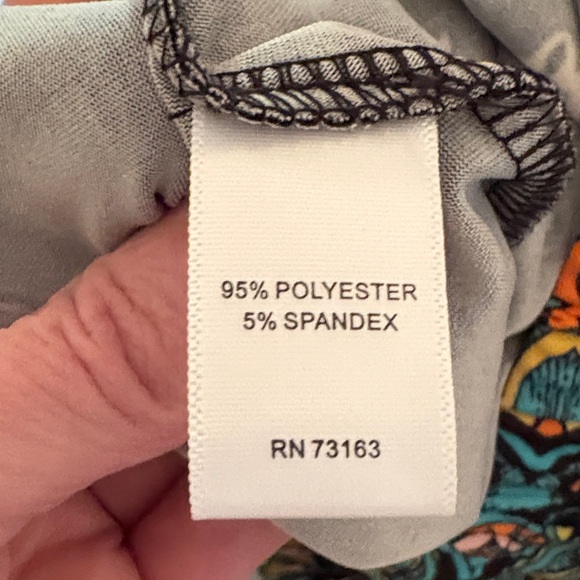 95% POLYESTER
5% SPANDEX
RN 73163